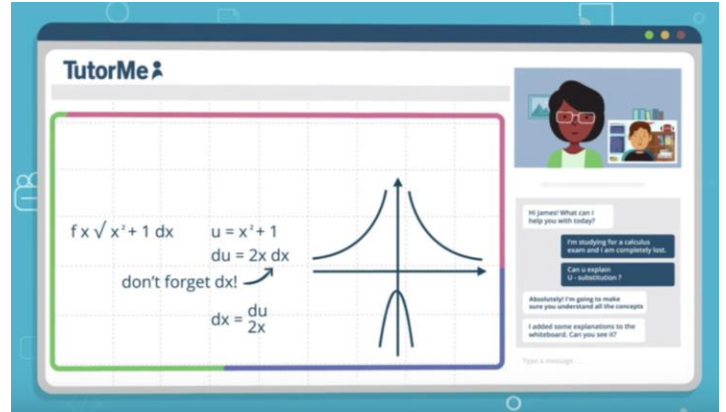 TutorMe
f x √ x² + 1 dx
u = x² + 1
du = 2x dx
don't forget dx!
dx = du
2x
Hi James! What can I
help you with today?
I'm studying for a calculus
exam and I am completely lost.
Can u explain
U - substitution ?
Absolutely! I'm going to make
sure you understand all the concepts
I added some explanations to the
whiteboard. Can you see it?
Type a message ...